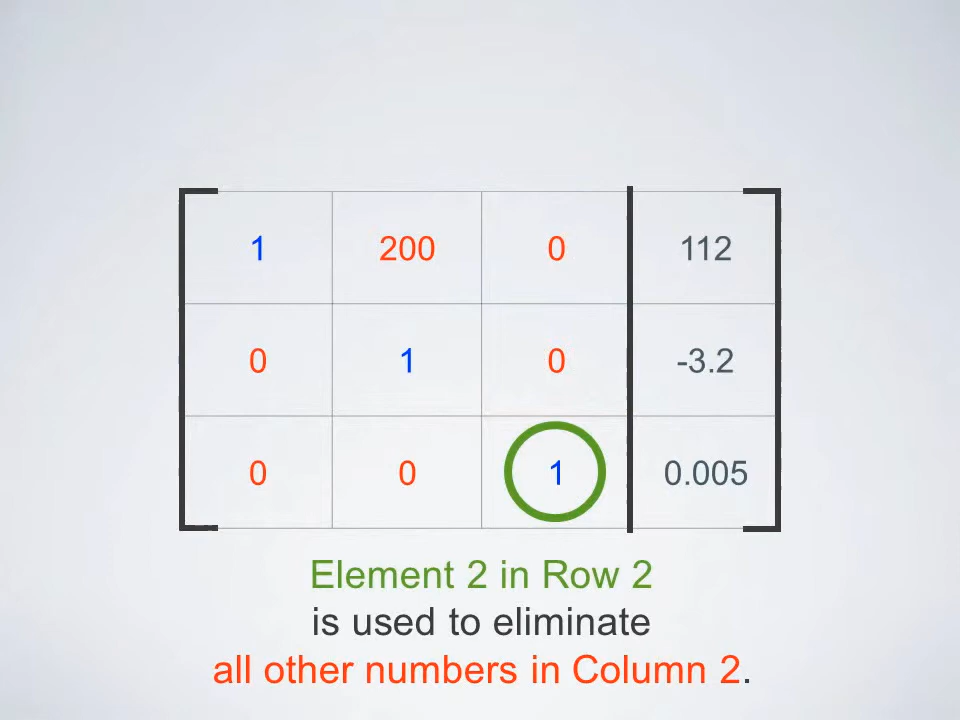 1 200 0 112
0 1 0 -3.2
0 0 1 0.005
Element 2 in Row 2
is used to eliminate
all other numbers in Column 2.